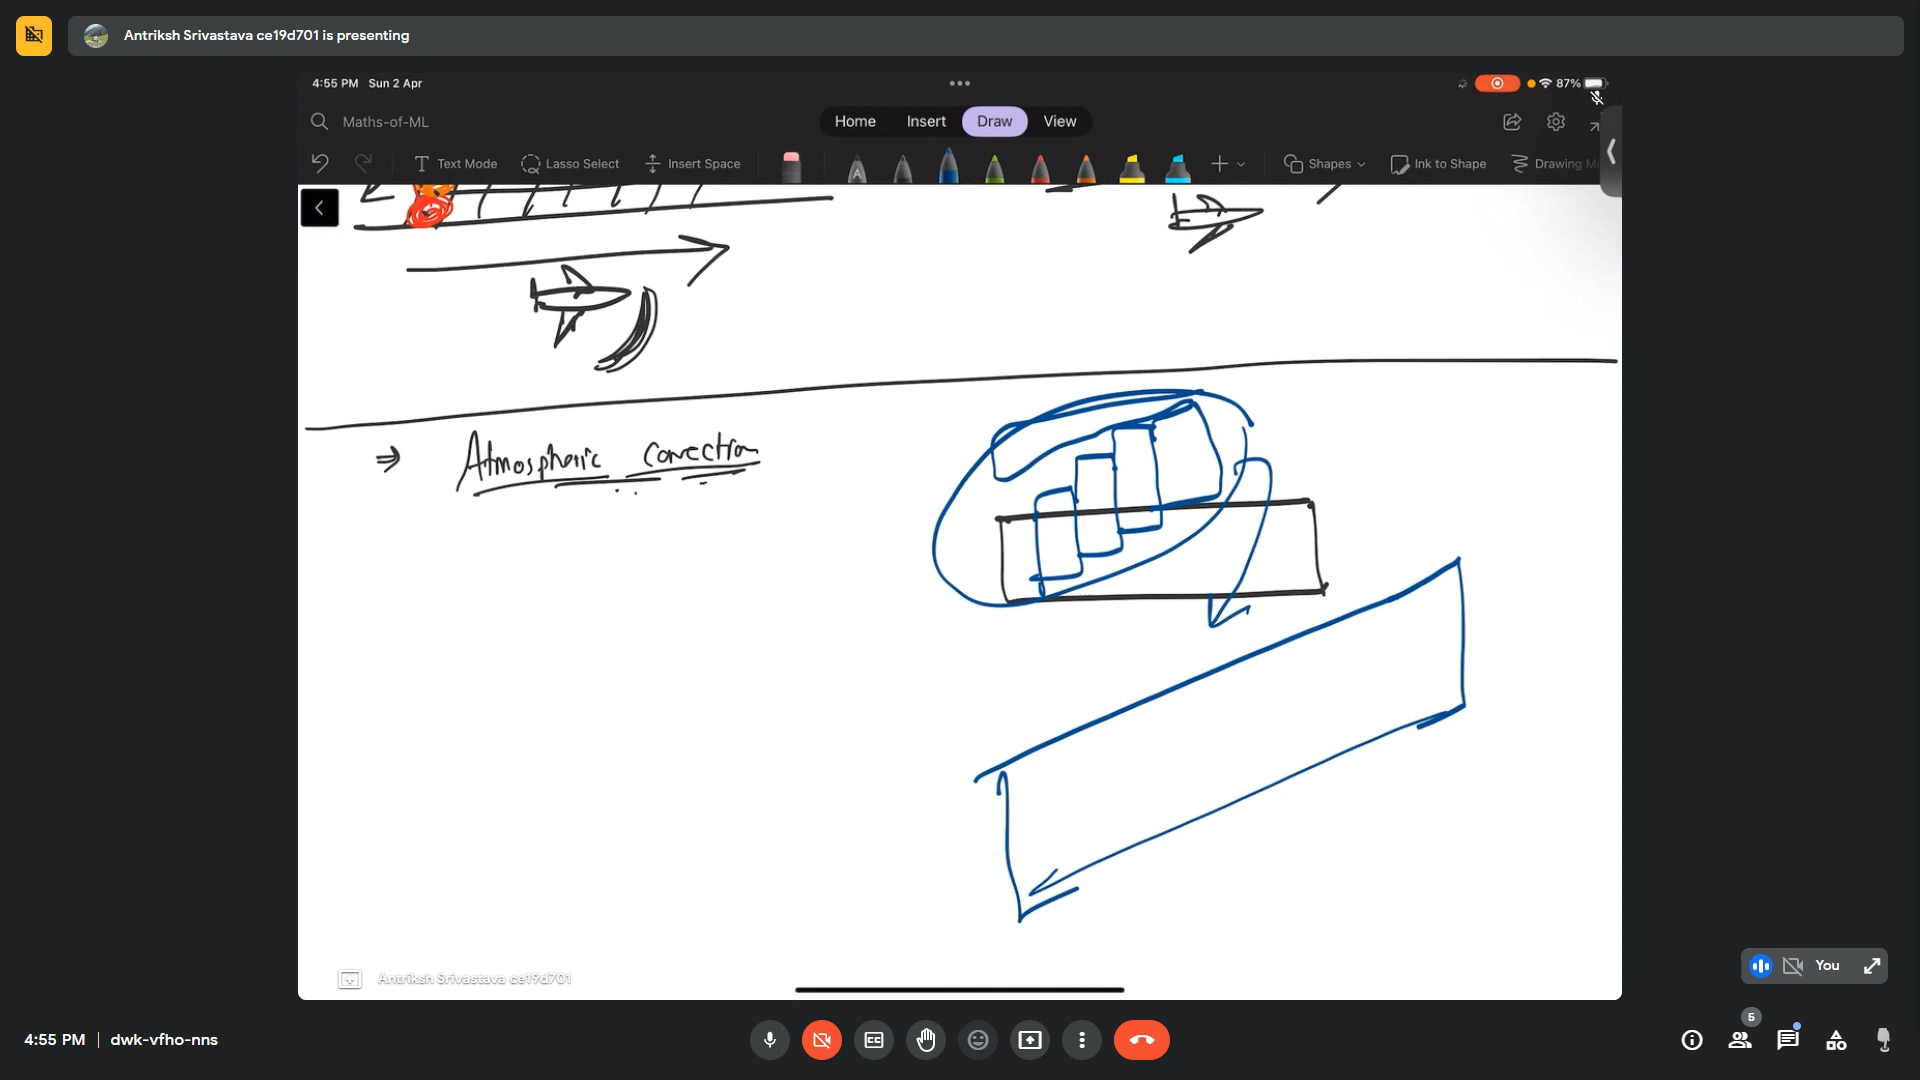 Antriksh Srivastava ce19d701 is presenting
4:55 PM Sun 2 Apr
87%
Maths-of-ML
Home Insert Draw View
Text Mode Lasso Select Insert Space A Shapes Ink to Shape Drawing M
⇒ Atmospheric correction
Antriksh Srivastava ce19d701
You
5
4:55 PM | dwk-vfho-nns